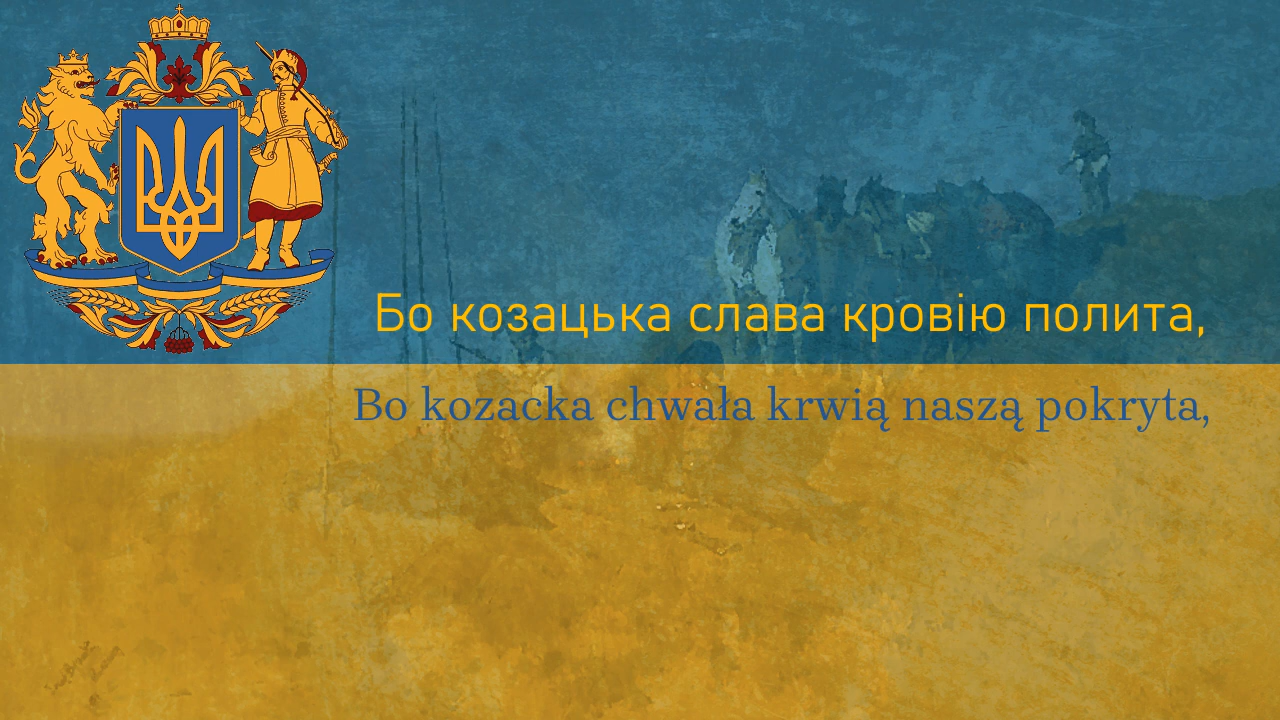 Бо козацька слава кровію полита,
Bo kozacka chwała krwią naszą pokryta,